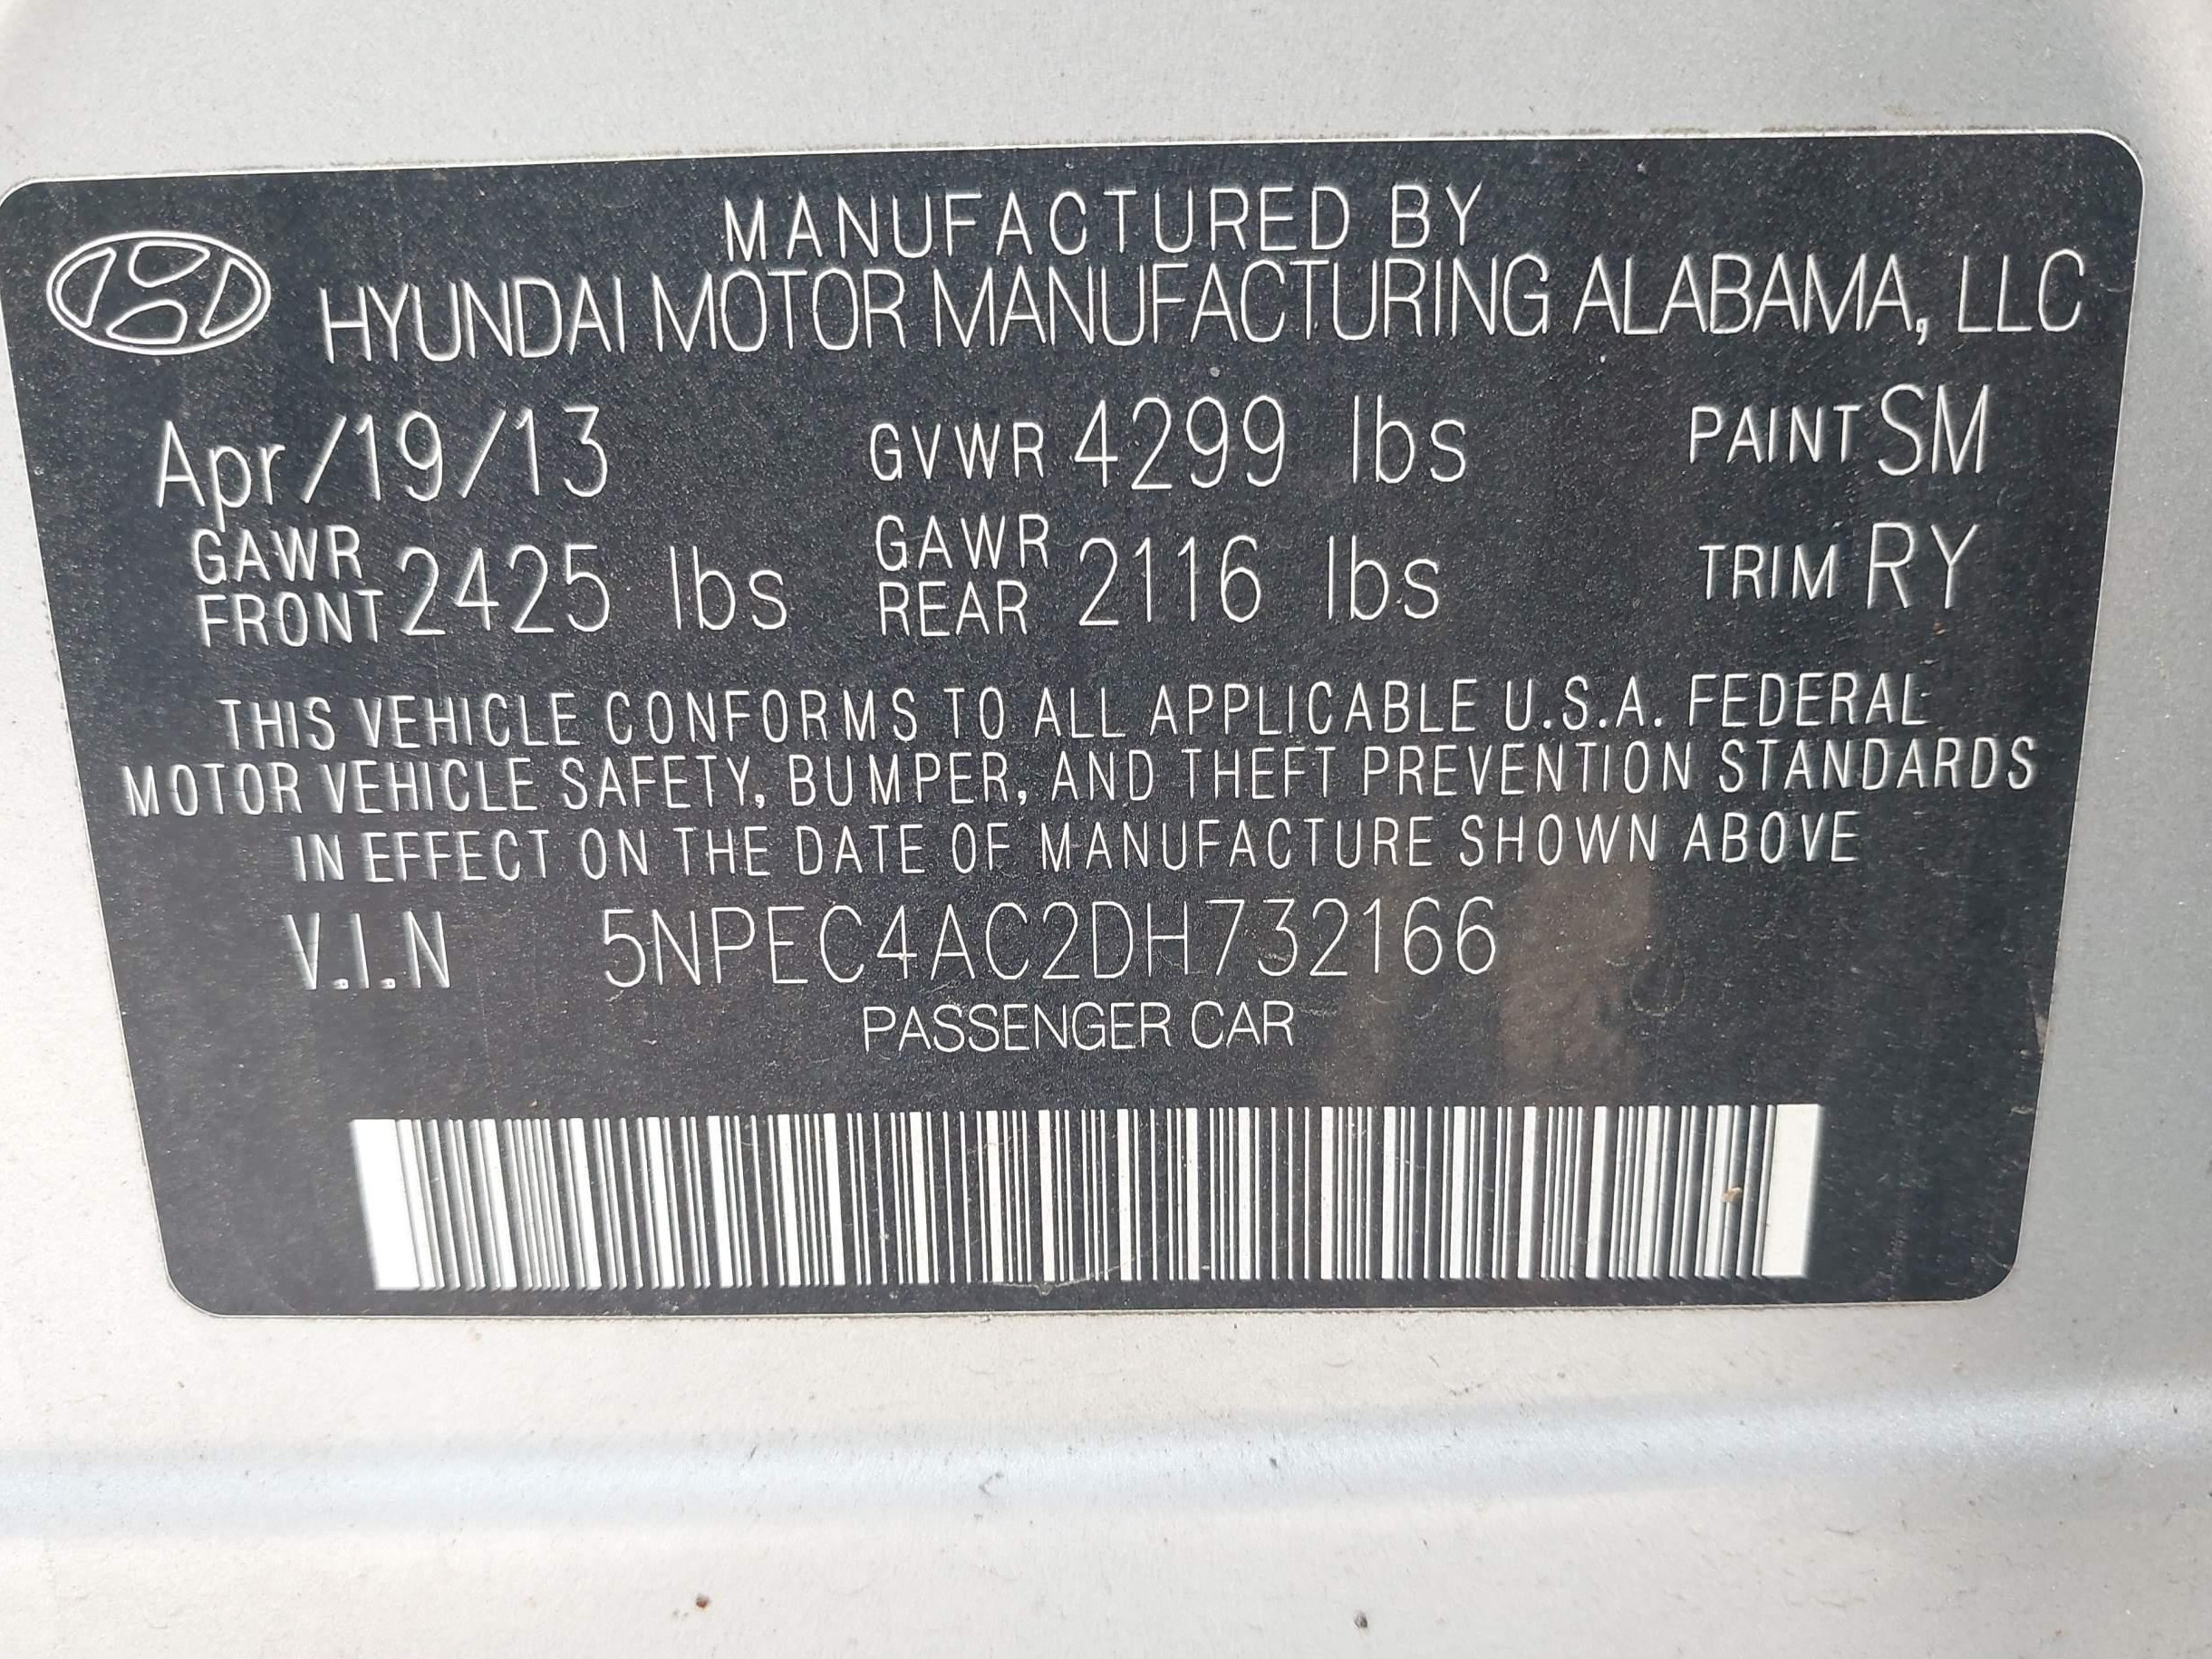 MANUFACTURED BY
HYUNDAI MOTOR MANUFACTURING ALABAMA, LLC
Apr/19/13 GVWR 4299 lbs PAINT SM
GAWR FRONT 2425 lbs GAWR REAR 2116 lbs TRIM RY
THIS VEHICLE CONFORMS TO ALL APPLICABLE U.S.A. FEDERAL
MOTOR VEHICLE SAFETY, BUMPER, AND THEFT PREVENTION STANDARDS
IN EFFECT ON THE DATE OF MANUFACTURE SHOWN ABOVE
V.I.N 5NPEC4AC2DH732166
PASSENGER CAR